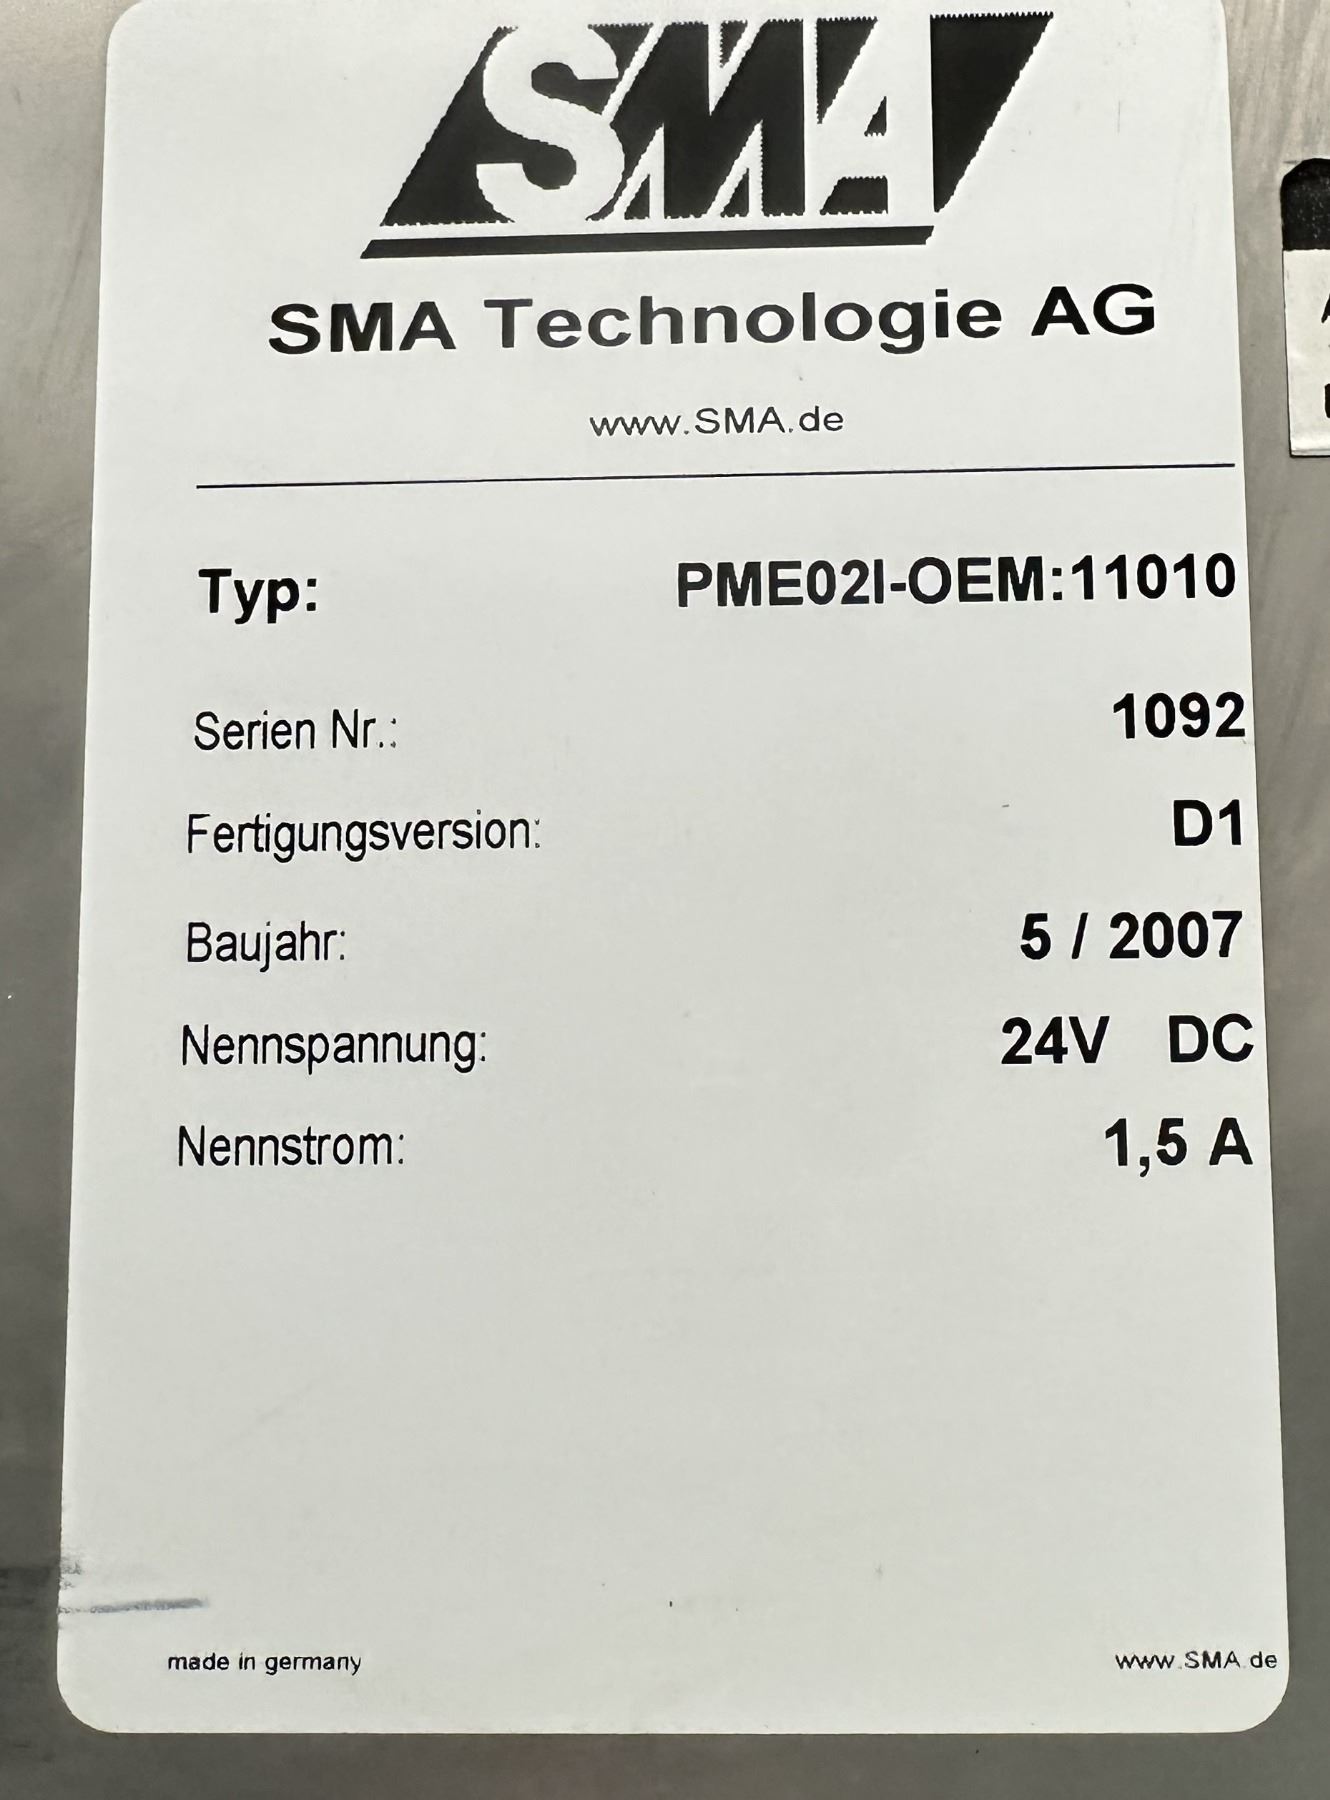 SMA
SMA Technologie AG
www.SMA.de
Typ: PME02I-OEM:11010
Serien Nr.: 1092
Fertigungsversion: D1
Baujahr: 5 / 2007
Nennspannung: 24V DC
Nennstrom: 1,5 A
made in germany www.SMA.de